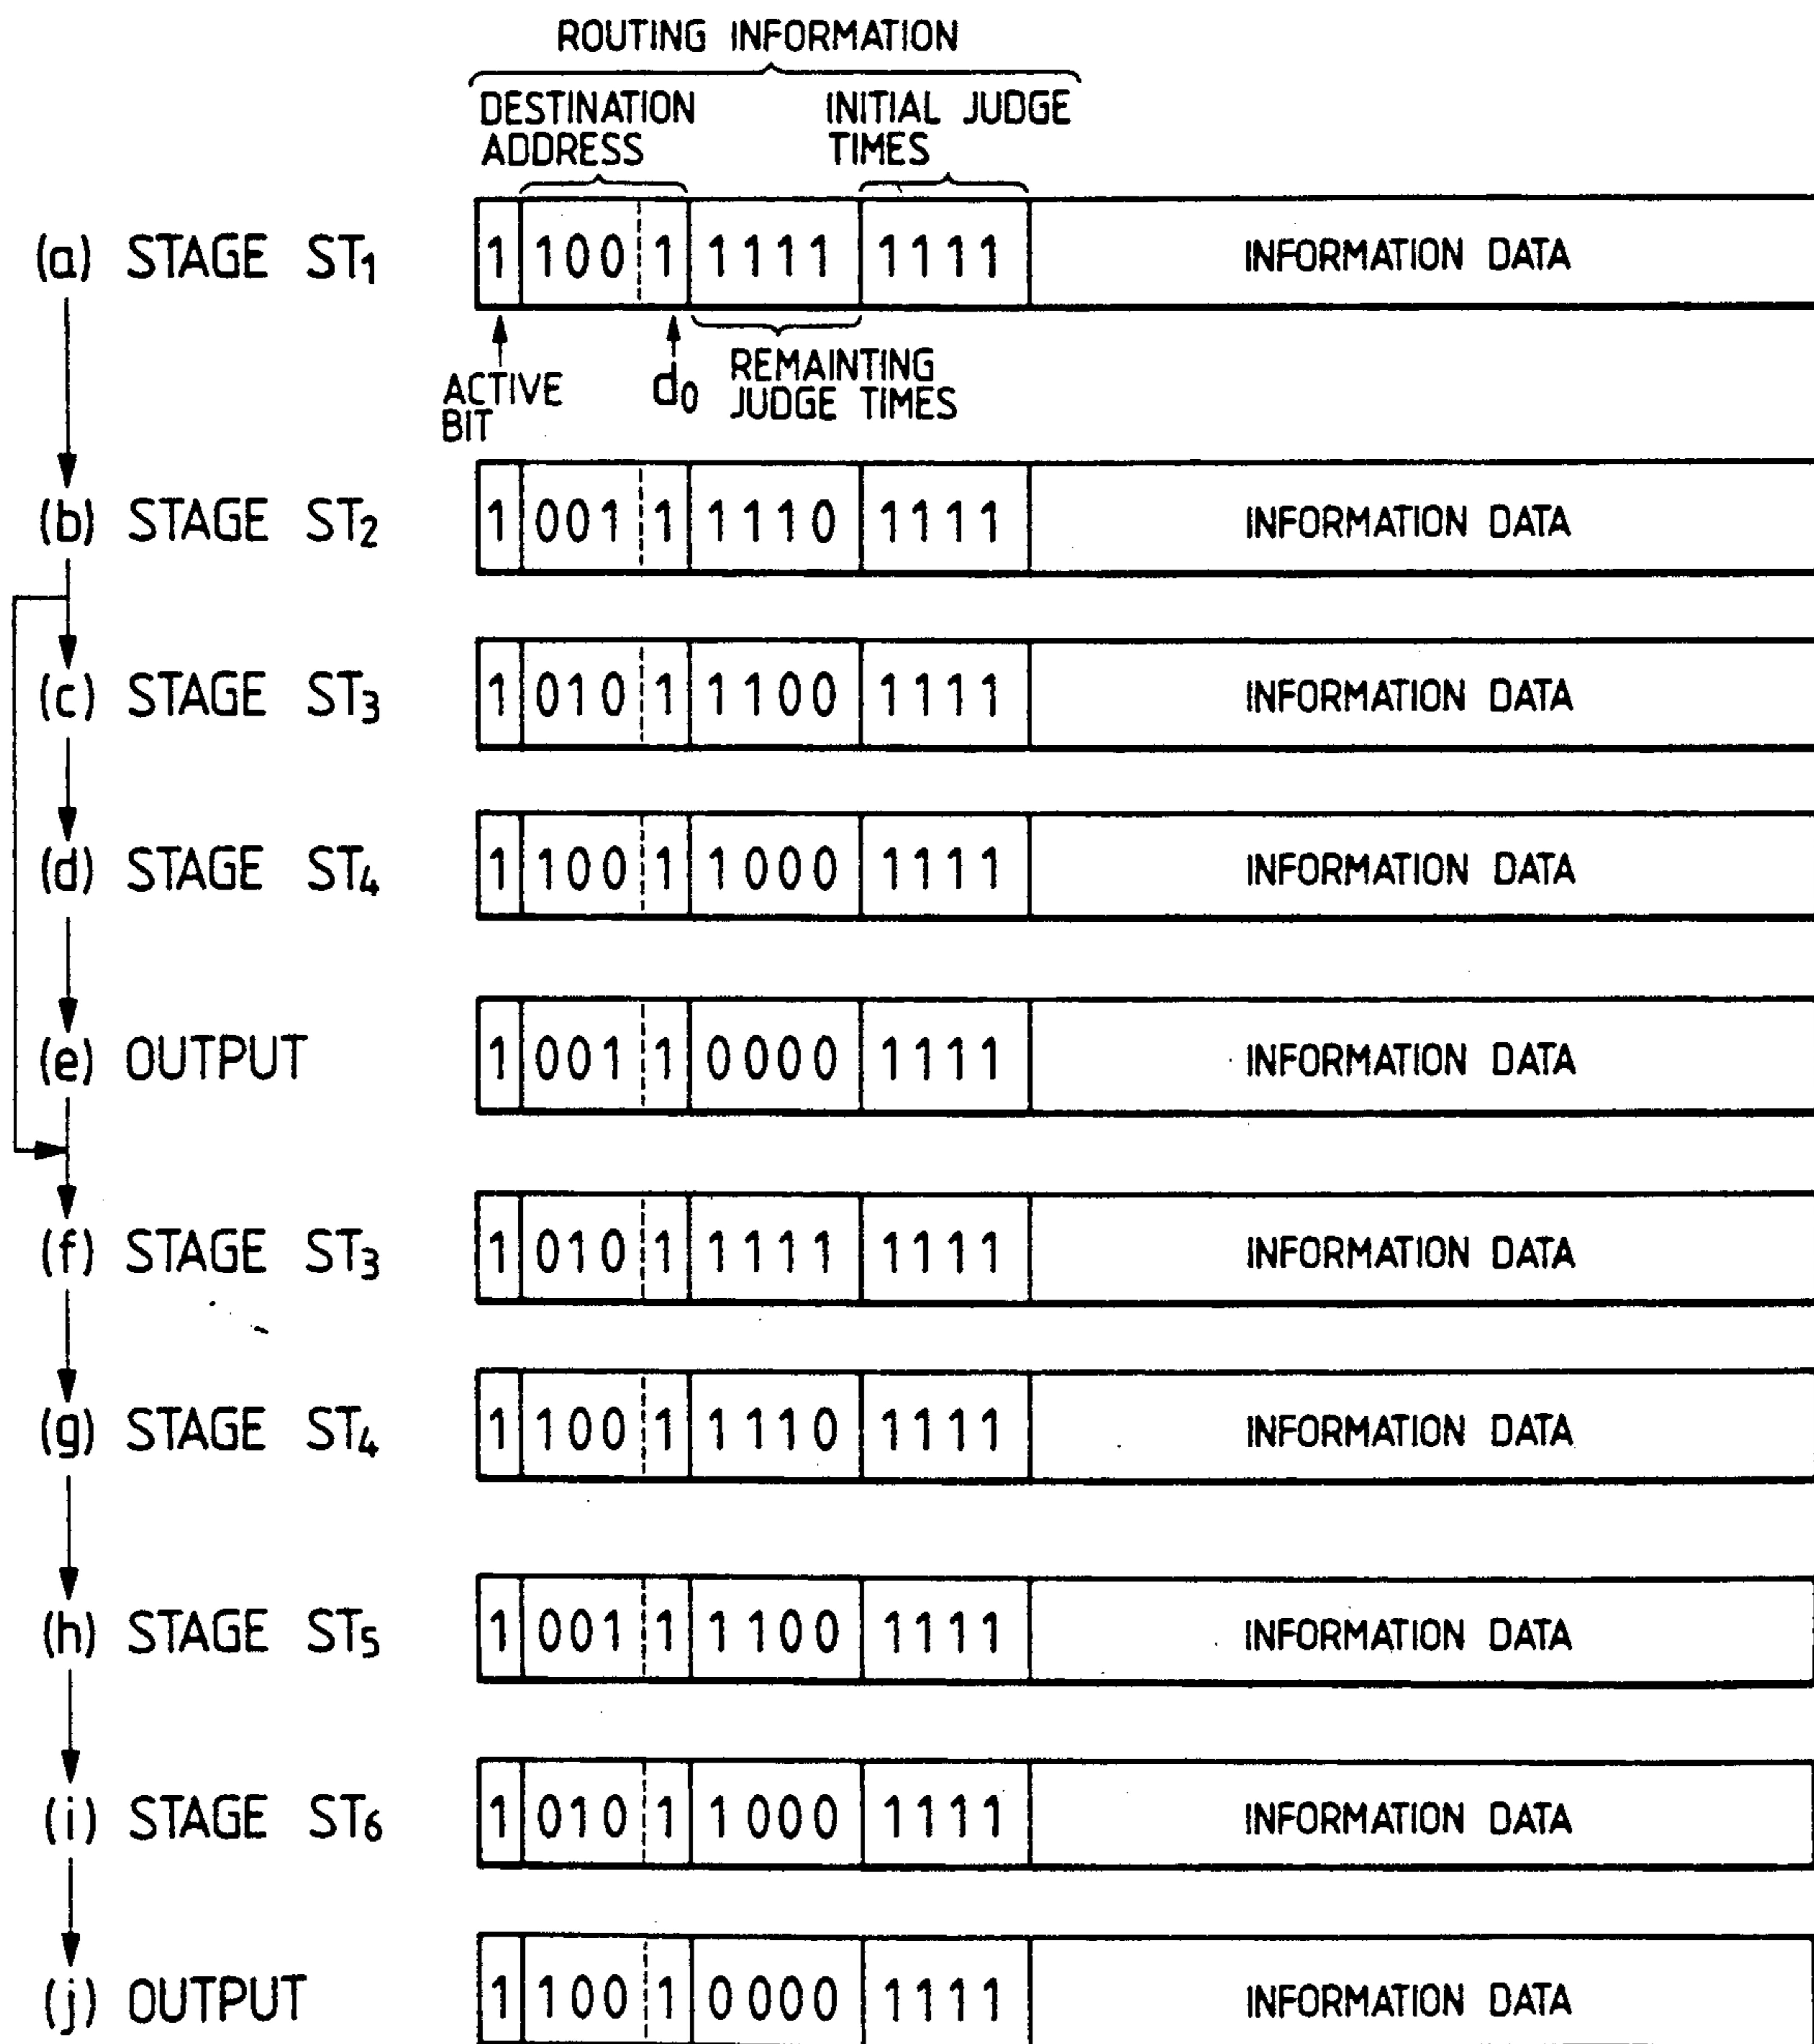 ROUTING INFORMATION
DESTINATION ADDRESS
INITIAL JUDGE TIMES
(a) STAGE ST1 1 100 1 1111 1111 INFORMATION DATA
ACTIVE BIT
d0
REMAINTING JUDGE TIMES
(b) STAGE ST2 1 001 1 1110 1111 INFORMATION DATA
(c) STAGE ST3 1 010 1 1100 1111 INFORMATION DATA
(d) STAGE ST4 1 100 1 1000 1111 INFORMATION DATA
(e) OUTPUT 1 001 1 0000 1111 INFORMATION DATA
(f) STAGE ST3 1 010 1 1111 1111 INFORMATION DATA
(g) STAGE ST4 1 100 1 1110 1111 INFORMATION DATA
(h) STAGE ST5 1 001 1 1100 1111 INFORMATION DATA
(i) STAGE ST6 1 010 1 1000 1111 INFORMATION DATA
(j) OUTPUT 1 100 1 0000 1111 INFORMATION DATA